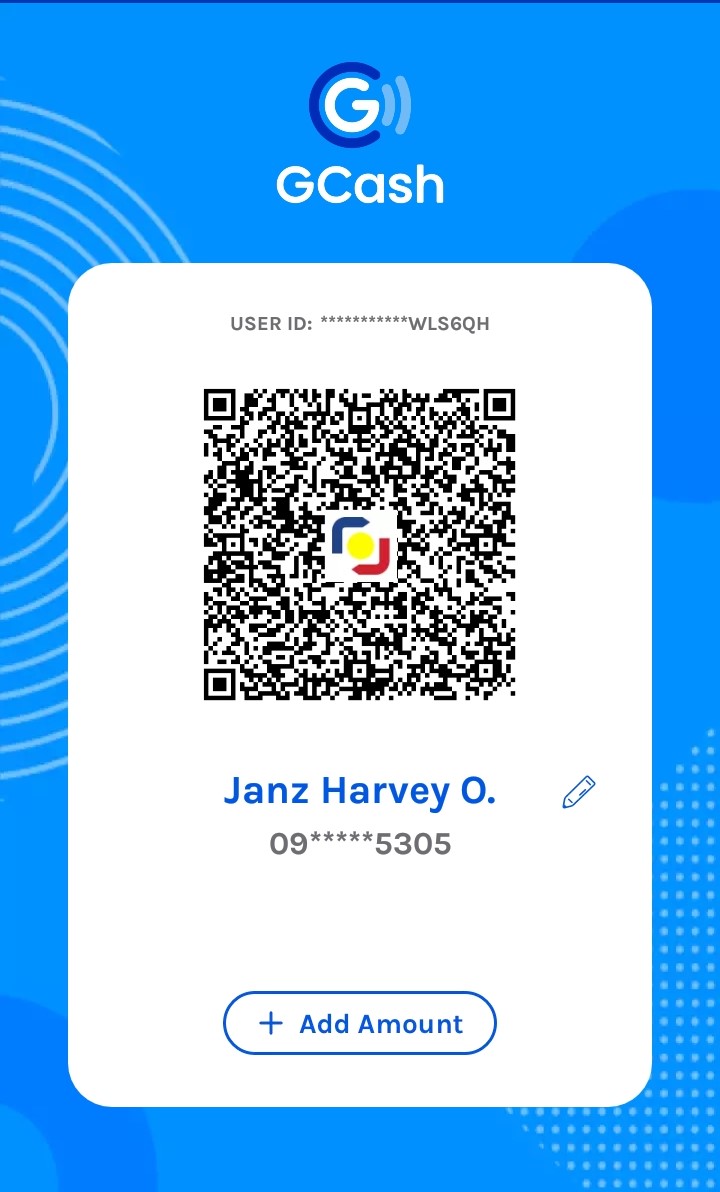 GCash
USER ID: ***********WLS6QH
Janz Harvey O.
09*****5305
+ Add Amount